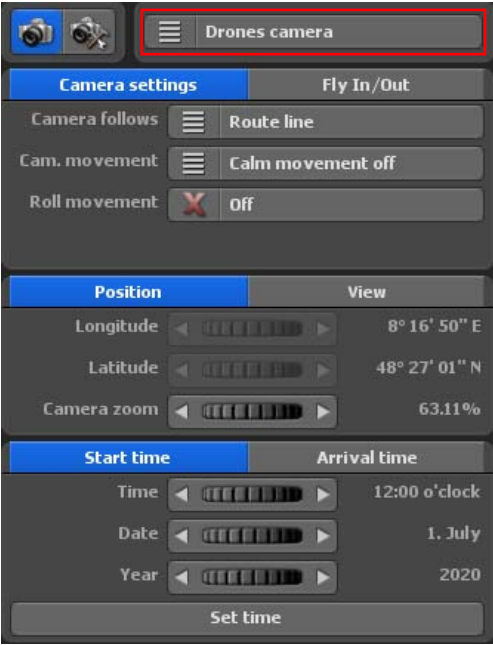 Drones camera
Camera settings Fly In/Out
Camera follows Route line
Cam. movement Calm movement off
Roll movement Off
Position View
Longitude 8° 16' 50" E
Latitude 48° 27' 01" N
Camera zoom 63.11%
Start time Arrival time
Time 12:00 o'clock
Date 1. July
Year 2020
Set time